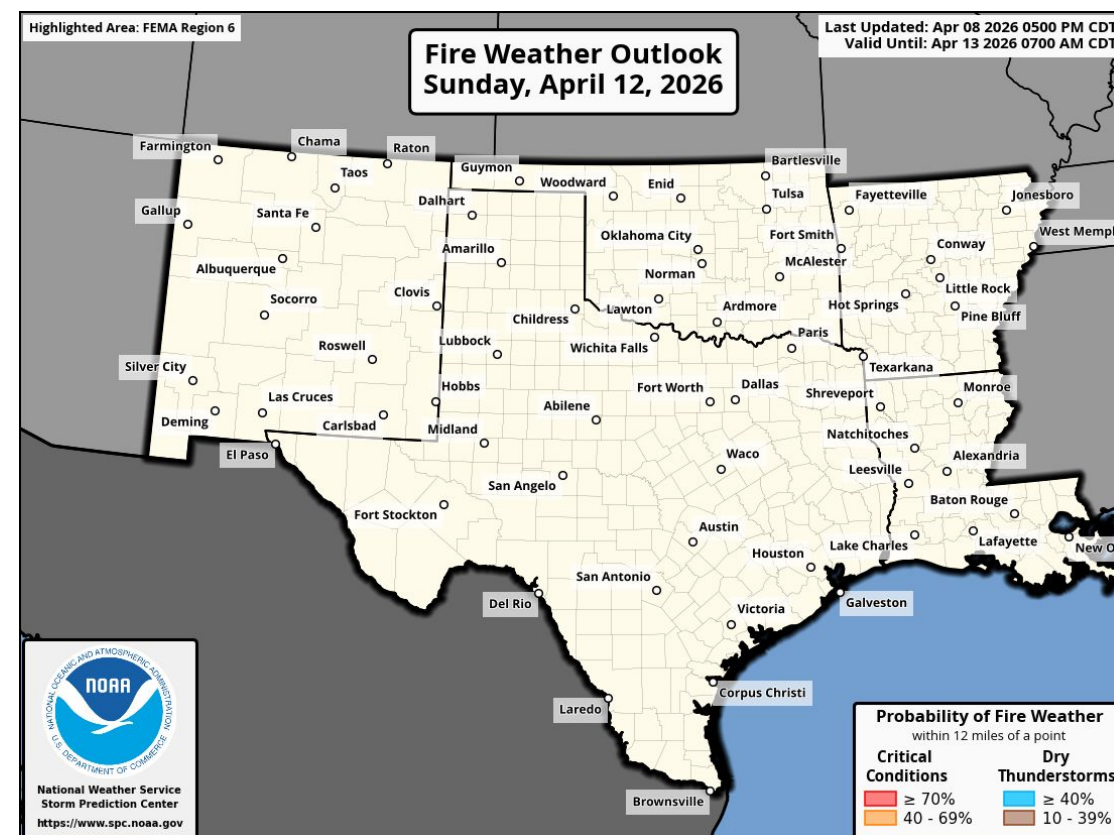 Highlighted Area: FEMA Region 6
Last Updated: Apr 08 2026 0500 PM CDT
Valid Until: Apr 13 2026 0700 AM CDT
Fire Weather Outlook
Sunday, April 12, 2026
Farmington
Chama
Raton
Taos
Guymon
Woodward
Enid
Bartlesville
Tulsa
Fayetteville
Jonesboro
Gallup
Santa Fe
Dalhart
Oklahoma City
Fort Smith
West Memph
Albuquerque
Amarillo
Norman
McAlester
Conway
Socorro
Clovis
Childress
Lawton
Ardmore
Hot Springs
Little Rock
Pine Bluff
Roswell
Lubbock
Wichita Falls
Paris
Silver City
Texarkana
Las Cruces
Hobbs
Fort Worth
Dallas
Shreveport
Monroe
Deming
Carlsbad
Midland
Abilene
Natchitoches
El Paso
Waco
Leesville
Alexandria
San Angelo
Fort Stockton
Baton Rouge
Austin
Houston
Lake Charles
Lafayette
New O
San Antonio
Del Rio
Victoria
Galveston
Laredo
Corpus Christi
Brownsville
NATIONAL OCEANIC AND ATMOSPHERIC ADMINISTRATION
NOAA
U.S. DEPARTMENT OF COMMERCE
National Weather Service
Storm Prediction Center
https://www.spc.noaa.gov
Probability of Fire Weather
within 12 miles of a point
Critical Conditions
Dry Thunderstorms
≥ 70%
≥ 40%
40 - 69%
10 - 39%